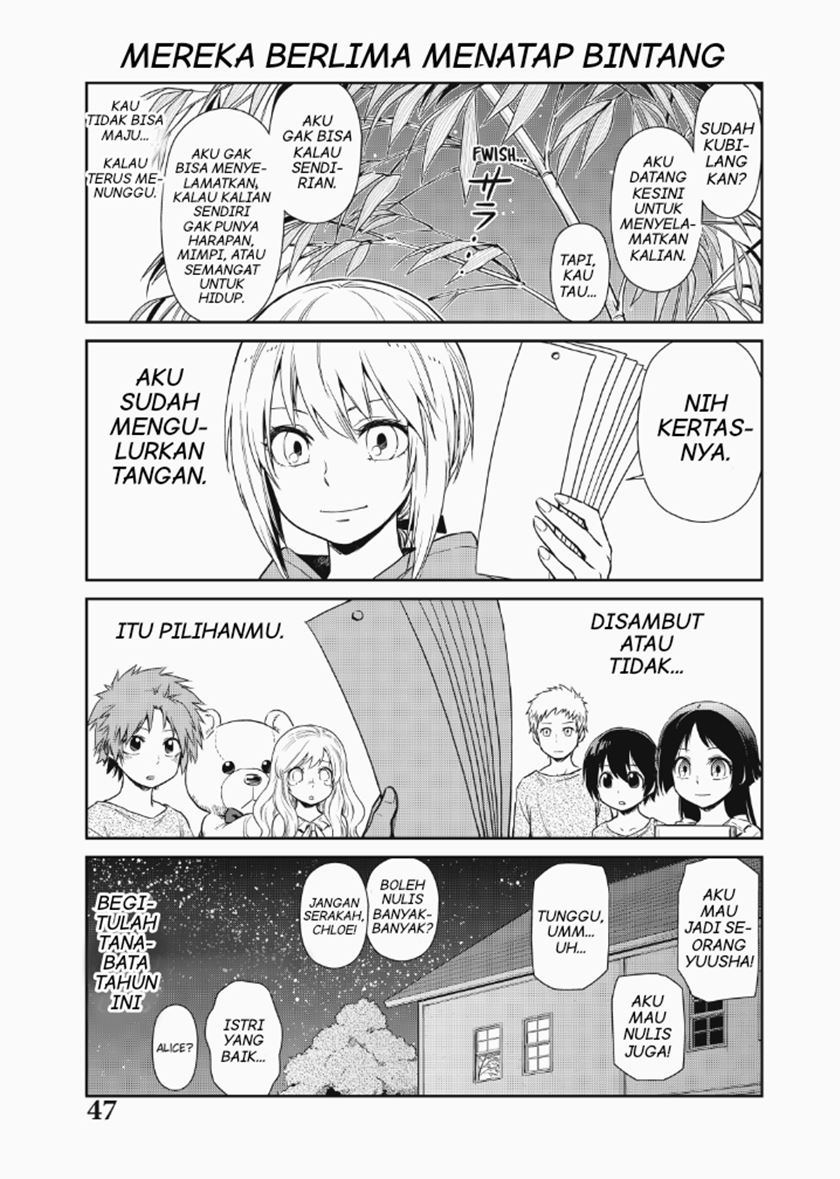 MEREKA BERLIMA MENATAP BINTANG
SUDAH
KUBI-
LANG
KAN?
AKU
DATANG
KESINI
UNTUK
MENYELA-
MATKAN
KALIAN.
TAPI,
KAU
TAU...
FWISH...
サラ...
AKU
GAK BISA
KALAU
SENDI-
RIAN.
AKU GAK
BISA MENYE-
LAMATKAN,
KALAU KALIAN
SENDIRI
GAK PUNYA
HARAPAN,
MIMPI, ATAU
SEMANGAT
UNTUK
HIDUP.
KAU
TIDAK BISA
MAJU...
KALAU
TERUS ME-
NUNGGU.
NIH
KERTAS-
NYA.
AKU
SUDAH
MENGU-
LURKAN
TANGAN.
DISAMBUT
ATAU
TIDAK...
ITU PILIHANMU.
AKU
MAU
JADI SE-
ORANG
YUUSHA!
TUNGGU,
UMM...
UH...
AKU
MAU
NULIS
JUGA!
BOLEH
NULIS
BANYAK-
BANYAK?
JANGAN
SERAKAH,
CHLOE!
ISTRI
YANG
BAIK...
ALICE?
BEGI-
TULAH
TANA-
BATA
TAHUN
INI
47